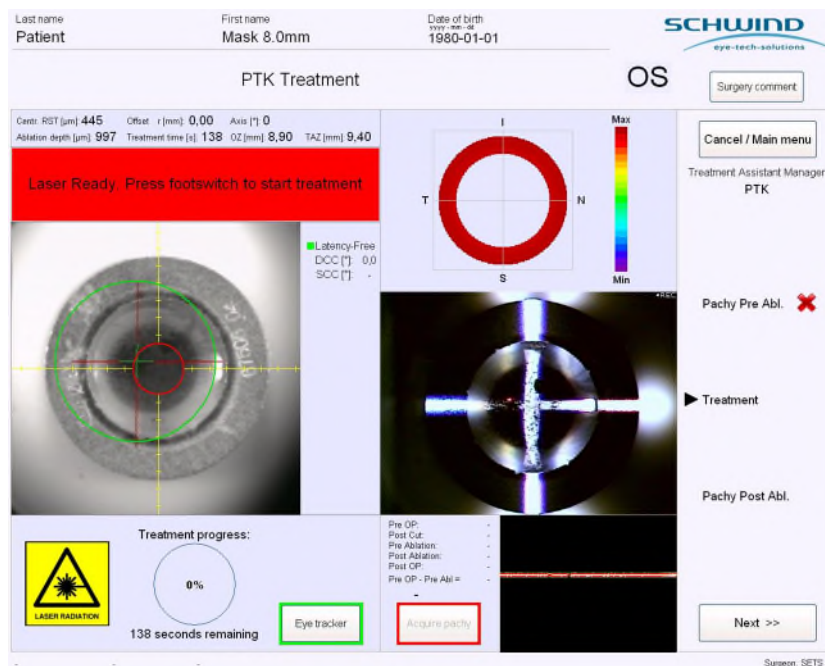 Last name
First name
Date of birth
yyyy - mm - dd
Patient
Mask 8.0mm
1980-01-01
SCHWIND
eye-tech-solutions
PTK Treatment
OS
Surgery comment
Centr. RST [µm] 445 Offset r [mm] 0,00 Axis [°] 0
Ablation depth [µm] 997 Treatment time [s] 138 OZ [mm] 8,90 TAZ [mm] 9,40
Laser Ready. Press footswitch to start treatment
Latency-Free
DCC [°] 0,0
SCC [°] -
I
T
N
S
Max
Min
REC
Cancel / Main menu
Treatment Assistant Manager
PTK
Pachy Pre Abl.
Treatment
Pachy Post Abl.
Next >>
Treatment progress:
0%
138 seconds remaining
LASER RADIATION
Eye tracker
Pre OP: -
Post Cut: -
Pre Ablation: -
Post Ablation: -
Post OP: -
Pre OP - Pre Abl = -
-
Acquire pachy
Surgeon: SETS